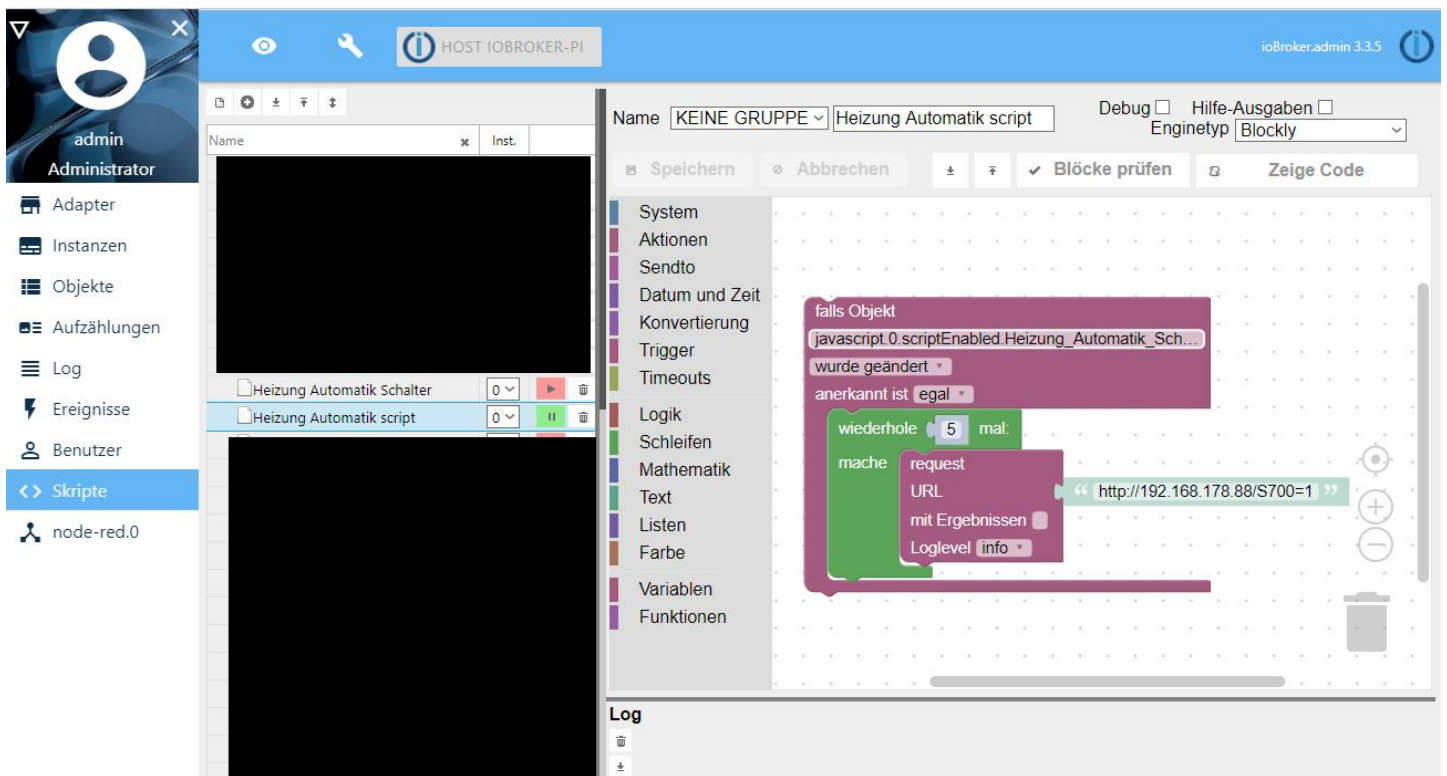 HOST IOBROKER-PI
ioBroker.admin 3.3.5
admin
Administrator
Adapter
Instanzen
Objekte
Aufzählungen
Log
Ereignisse
Benutzer
Skripte
node-red.0
Name
Inst.
Heizung Automatik Schalter 0
Heizung Automatik script 0
Name KEINE GRUPPE Heizung Automatik script Debug Hilfe-Ausgaben
Enginetyp Blockly
Speichern Abbrechen Blöcke prüfen Zeige Code
System
Aktionen
Sendto
Datum und Zeit
Konvertierung
Trigger
Timeouts
Logik
Schleifen
Mathematik
Text
Listen
Farbe
Variablen
Funktionen
falls Objekt
javascript.0.scriptEnabled.Heizung_Automatik_Sch...
wurde geändert
anerkannt ist egal
wiederhole 5 mal:
mache request
URL “ http://192.168.178.88/S700=1 ”
mit Ergebnissen
Loglevel info
Log